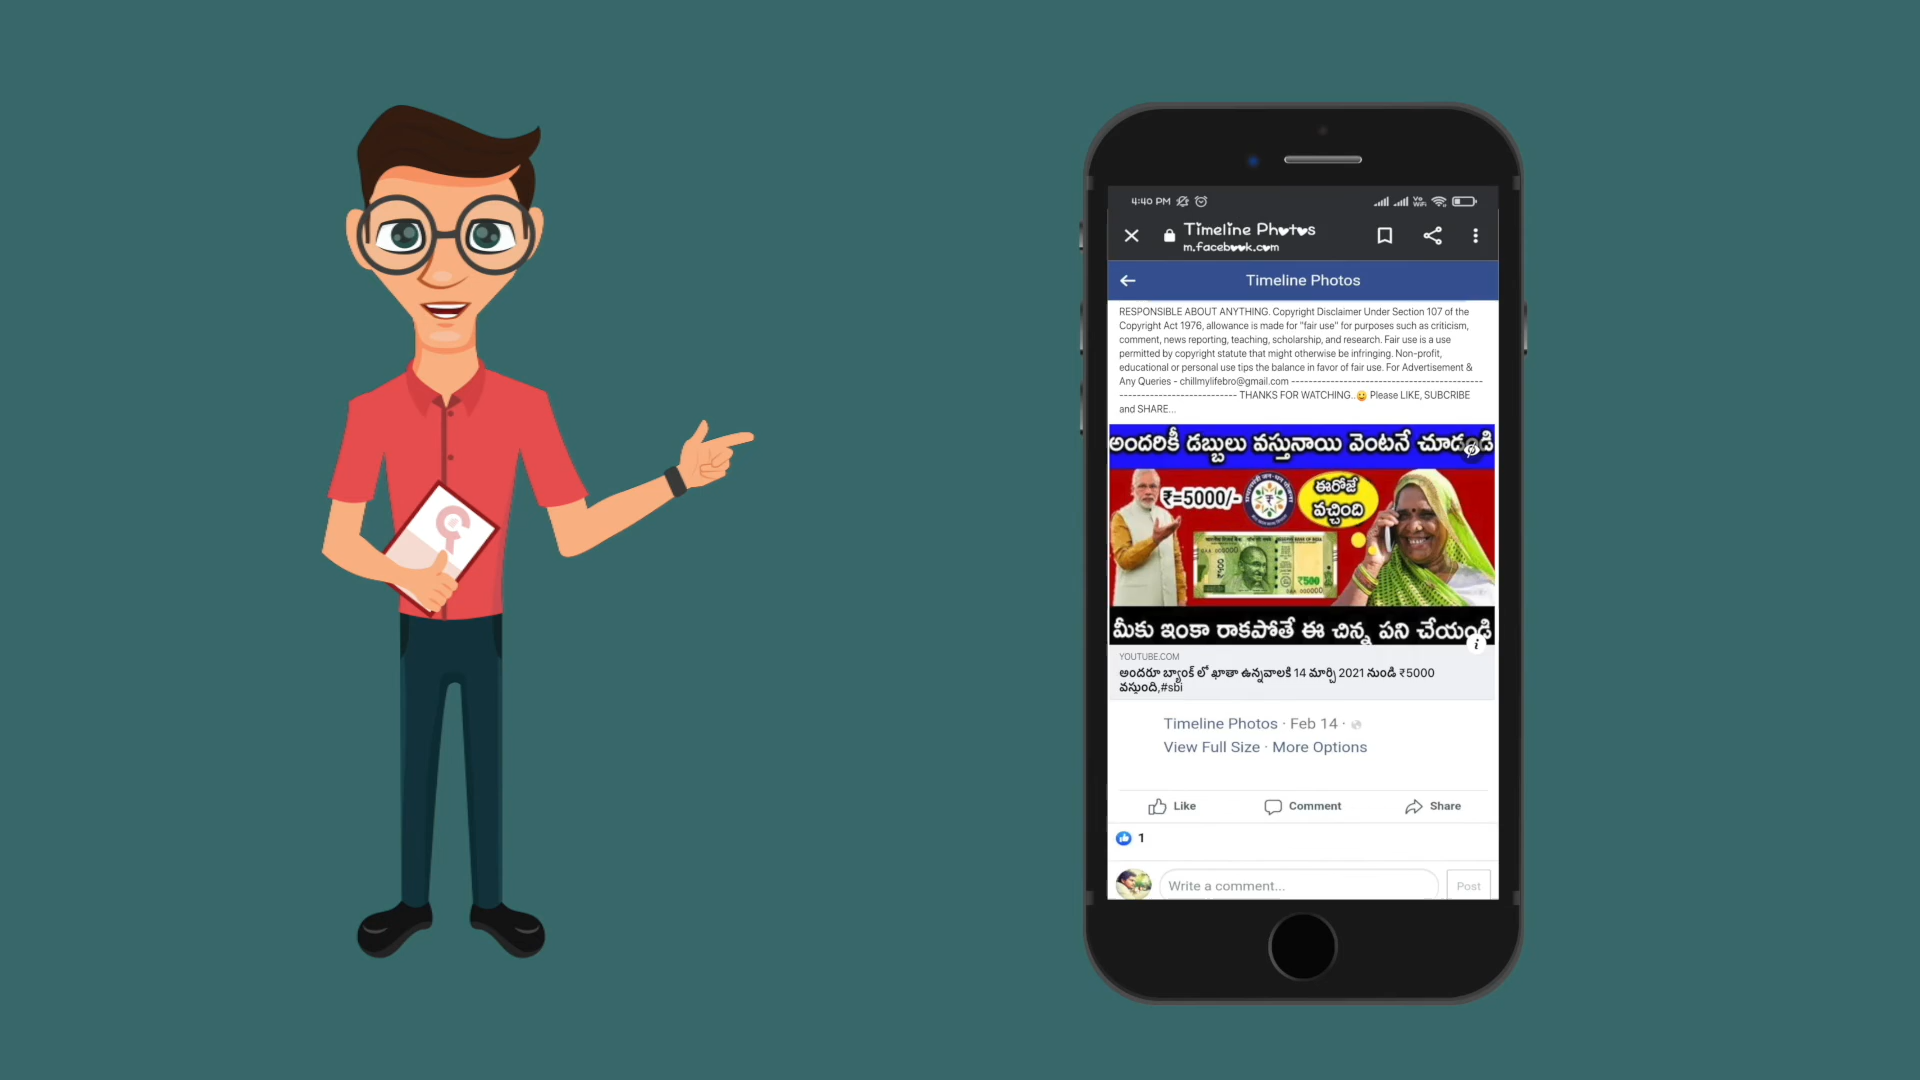 4:40 PM
Timeline Photos
m.facebook.com
Timeline Photos
RESPONSIBLE ABOUT ANYTHING. Copyright Disclaimer Under Section 107 of the
Copyright Act 1976, allowance is made for "fair use" for purposes such as criticism,
comment, news reporting, teaching, scholarship, and research. Fair use is a use
permitted by copyright statute that might otherwise be infringing. Non-profit,
educational or personal use tips the balance in favor of fair use. For Advertisement &
Any Queries - chillmylifebro@gmail.com --------------------------------------------
--------------------------- THANKS FOR WATCHING..😀 Please LIKE, SUBCRIBE
and SHARE...
అందరికీ డబ్బులు వస్తునాయి వెంటనే చూడండి
₹=5000/-
ఈరోజే
వచ్చింది
₹500
మీకు ఇంకా రాకపోతే ఈ చిన్న పని చేయండి
YOUTUBE.COM
అందరూ బ్యాంక్ లో ఖాతా ఉన్నవాలకి 14 మార్చి 2021 నుండి ₹5000
వస్తుంది,#sbi
Timeline Photos · Feb 14 ·
View Full Size · More Options
Like Comment Share
1
Write a comment... Post